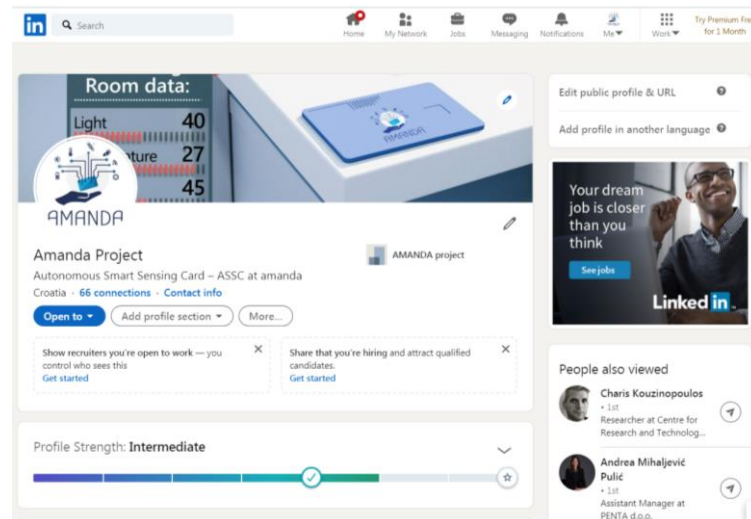 in
Search
Home
My Network
Jobs
Messaging
Notifications
Me
Work
Try Premium Fre
for 1 Month
Room data:
Light 40
ture 27
45
AMANDA
AMANDA
Amanda Project
AMANDA project
Autonomous Smart Sensing Card – ASSC at amanda
Croatia · 66 connections · Contact info
Open to
Add profile section
More...
Show recruiters you're open to work — you
control who sees this
Get started
Share that you're hiring and attract qualified
candidates.
Get started
Profile Strength: Intermediate
Edit public profile & URL
Add profile in another language
Your dream
job is closer
than you
think
See jobs
Linked in
People also viewed
Charis Kouzinopoulos
• 1st
Researcher at Centre for
Research and Technolog...
Andrea Mihaljević
Pulić
• 1st
Assistant Manager at
PENTA d.o.o.